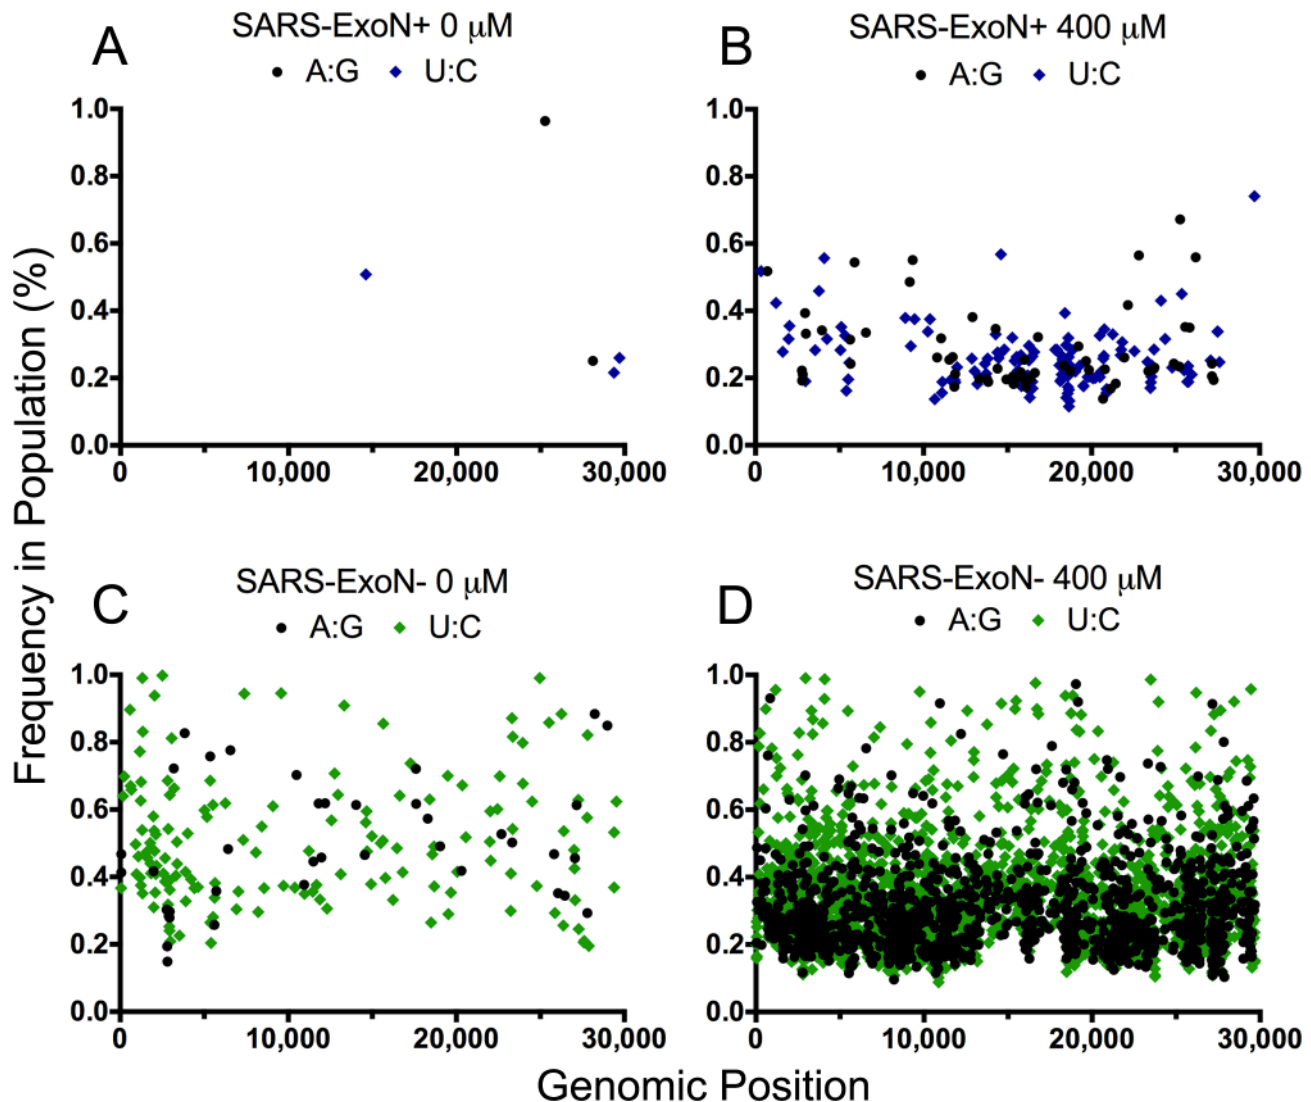 A
SARS-ExoN+ 0 μM
A:G U:C
1.0
0.8
0.6
0.4
0.2
0.0
0 10,000 20,000 30,000
B
SARS-ExoN+ 400 μM
A:G U:C
1.0
0.8
0.6
0.4
0.2
0.0
0 10,000 20,000 30,000
C
SARS-ExoN- 0 μM
A:G U:C
1.0
0.8
0.6
0.4
0.2
0.0
0 10,000 20,000 30,000
D
SARS-ExoN- 400 μM
A:G U:C
1.0
0.8
0.6
0.4
0.2
0.0
0 10,000 20,000 30,000
Frequency in Population (%)
Genomic Position